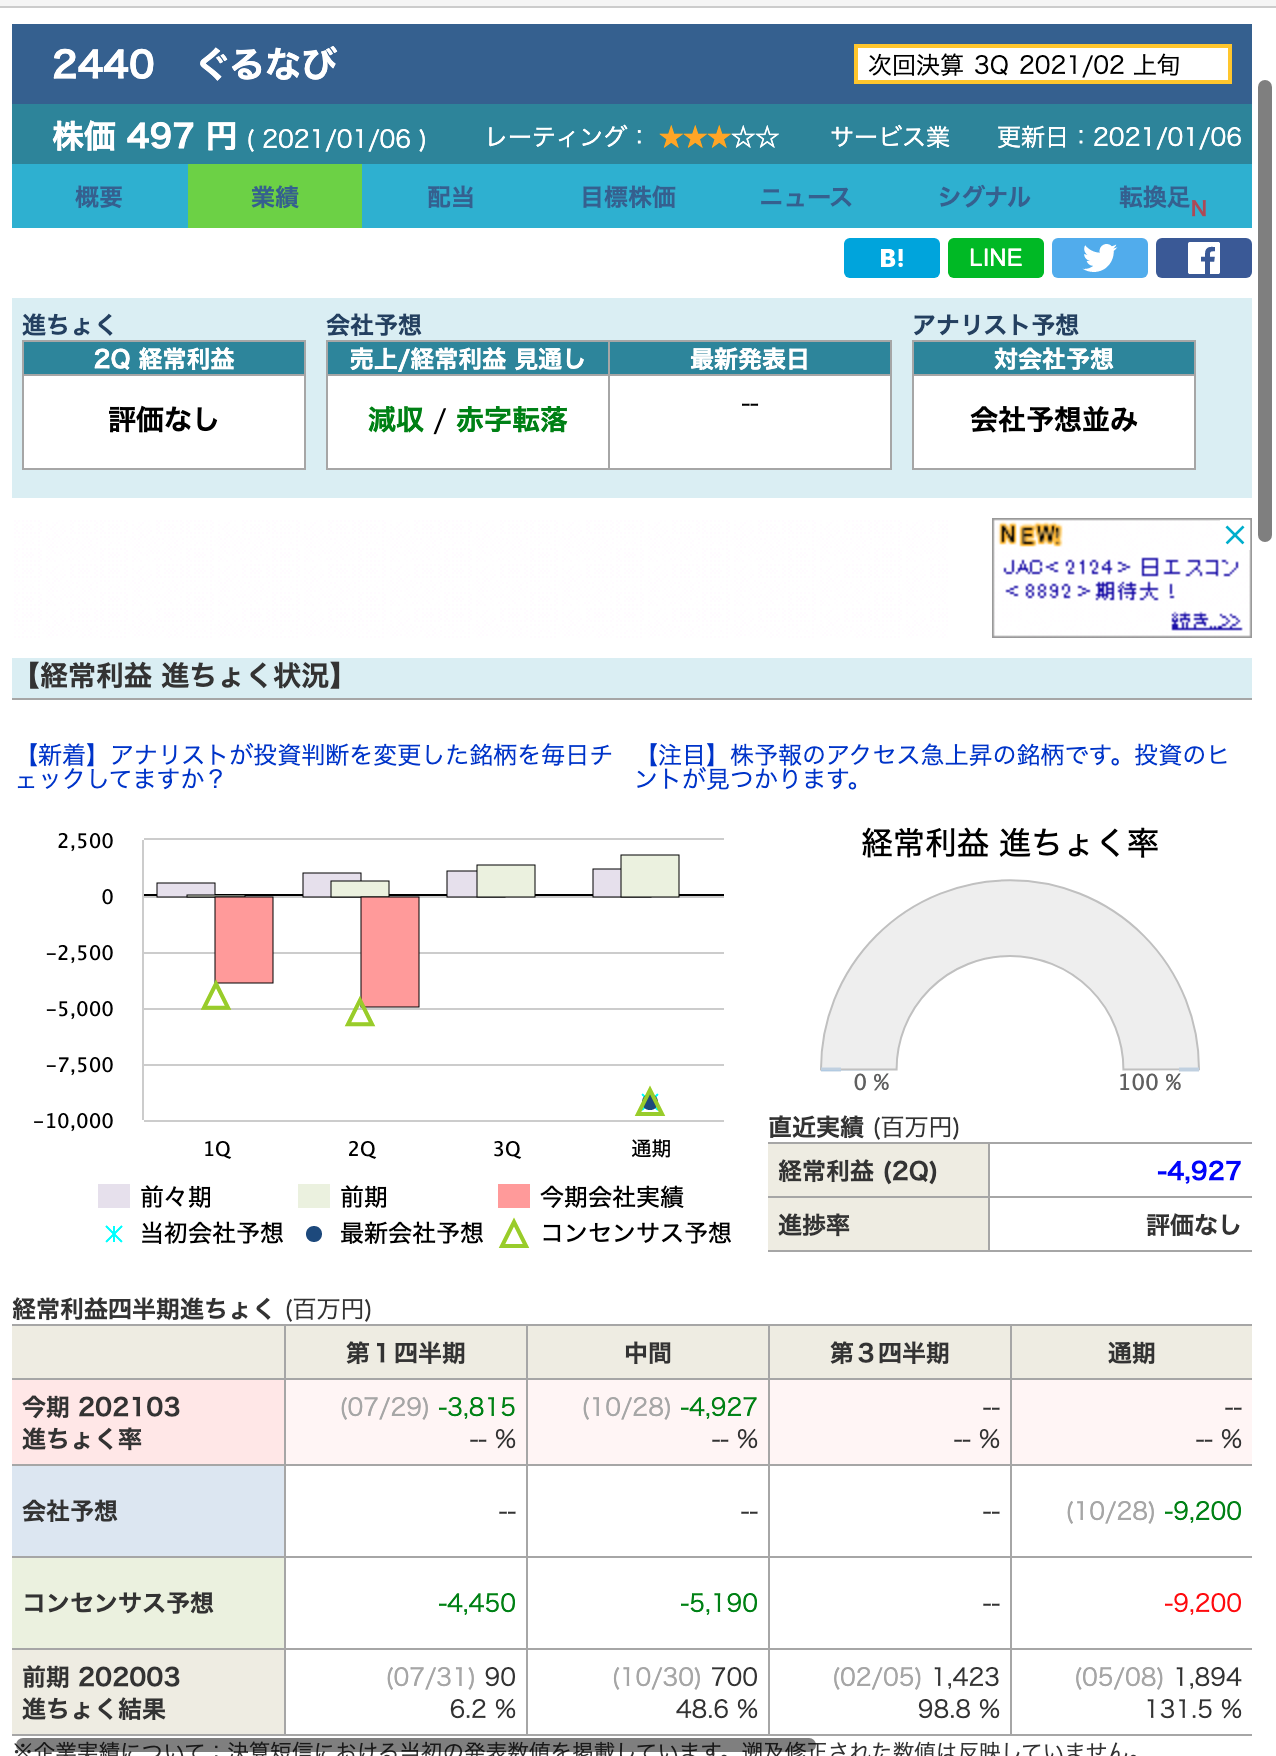 2440 ぐるなび
次回決算 3Q 2021/02 上旬
株価 497 円 ( 2021/01/06 ) レーティング： ★★★☆☆ サービス業 更新日：2021/01/06
概要 業績 配当 目標株価 ニュース シグナル 転換足N
B! LINE
進ちょく 会社予想 アナリスト予想
2Q 経常利益 売上/経常利益 見通し 最新発表日 対会社予想
評価なし 減収 / 赤字転落 -- 会社予想並み
NEW!
JAC<2124> 日エスコン
<8892>期待大！
続き..>>
【経常利益 進ちょく状況】
【新着】アナリストが投資判断を変更した銘柄を毎日チ
ェックしてますか？
【注目】株予報のアクセス急上昇の銘柄です。投資のヒ
ントが見つかります。
2,500
0
-2,500
-5,000
-7,500
-10,000
1Q 2Q 3Q 通期
前々期 前期 今期会社実績
当初会社予想 最新会社予想 コンセンサス予想
経常利益 進ちょく率
0 % 100 %
直近実績 (百万円)
経常利益 (2Q) -4,927
進捗率 評価なし
経常利益四半期進ちょく (百万円)
第１四半期 中間 第３四半期 通期
今期 202103 (07/29) -3,815 (10/28) -4,927 -- --
進ちょく率 -- % -- % -- % -- %
会社予想 -- -- -- (10/28) -9,200
コンセンサス予想 -4,450 -5,190 -- -9,200
前期 202003 (07/31) 90 (10/30) 700 (02/05) 1,423 (05/08) 1,894
進ちょく結果 6.2 % 48.6 % 98.8 % 131.5 %
※企業実績について：決算短信における当初の発表数値を掲載しています。遡及修正された数値は反映していません。